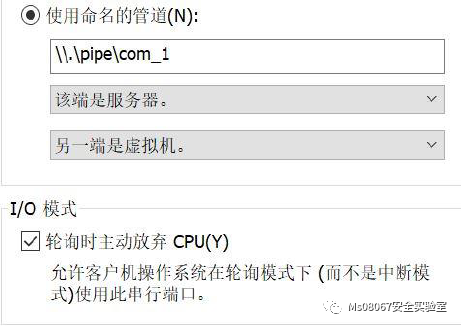 使用命名的管道(N):
\\.\pipe\com_1
该端是服务器。
另一端是虚拟机。
I/O 模式
轮询时主动放弃 CPU(Y)
允许客户机操作系统在轮询模式下 (而不是中断模
式)使用此串行端口。
Ms08067安全实验室